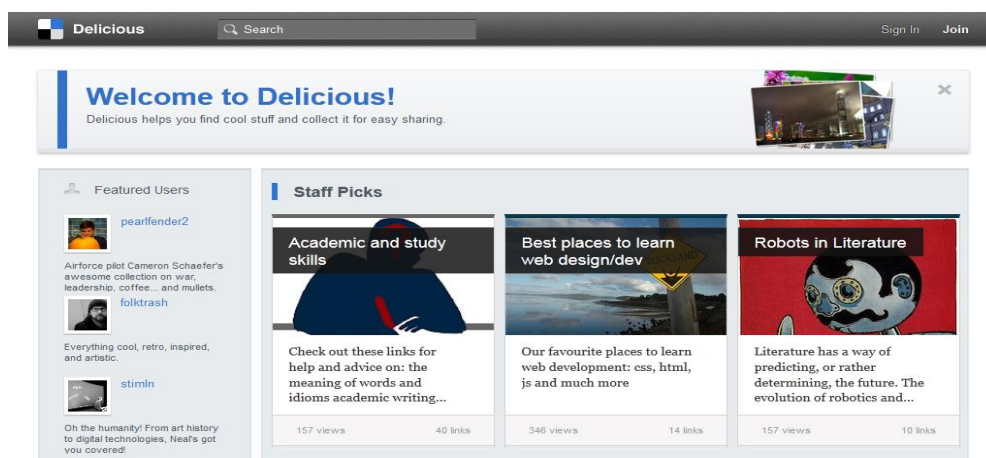 Delicious
Search
Sign In
Join
Welcome to Delicious!
Delicious helps you find cool stuff and collect it for easy sharing.
Featured Users
pearlfender2
Airforce pilot Cameron Schaefer's
awesome collection on war,
leadership, coffee... and mullets.
folktrash
Everything cool, retro, inspired,
and artistic.
stimln
Oh the humanity! From art history
to digital technologies, Neal's got
you covered!
Staff Picks
Academic and study
skills
Check out these links for
help and advice on: the
meaning of words and
idioms academic writing...
157 views
40 links
Best places to learn
web design/dev
QUICKSAND
Our favourite places to learn
web development: css, html,
js and much more
346 views
14 links
Robots in Literature
Literature has a way of
predicting, or rather
determining, the future. The
evolution of robotics and...
157 views
10 links